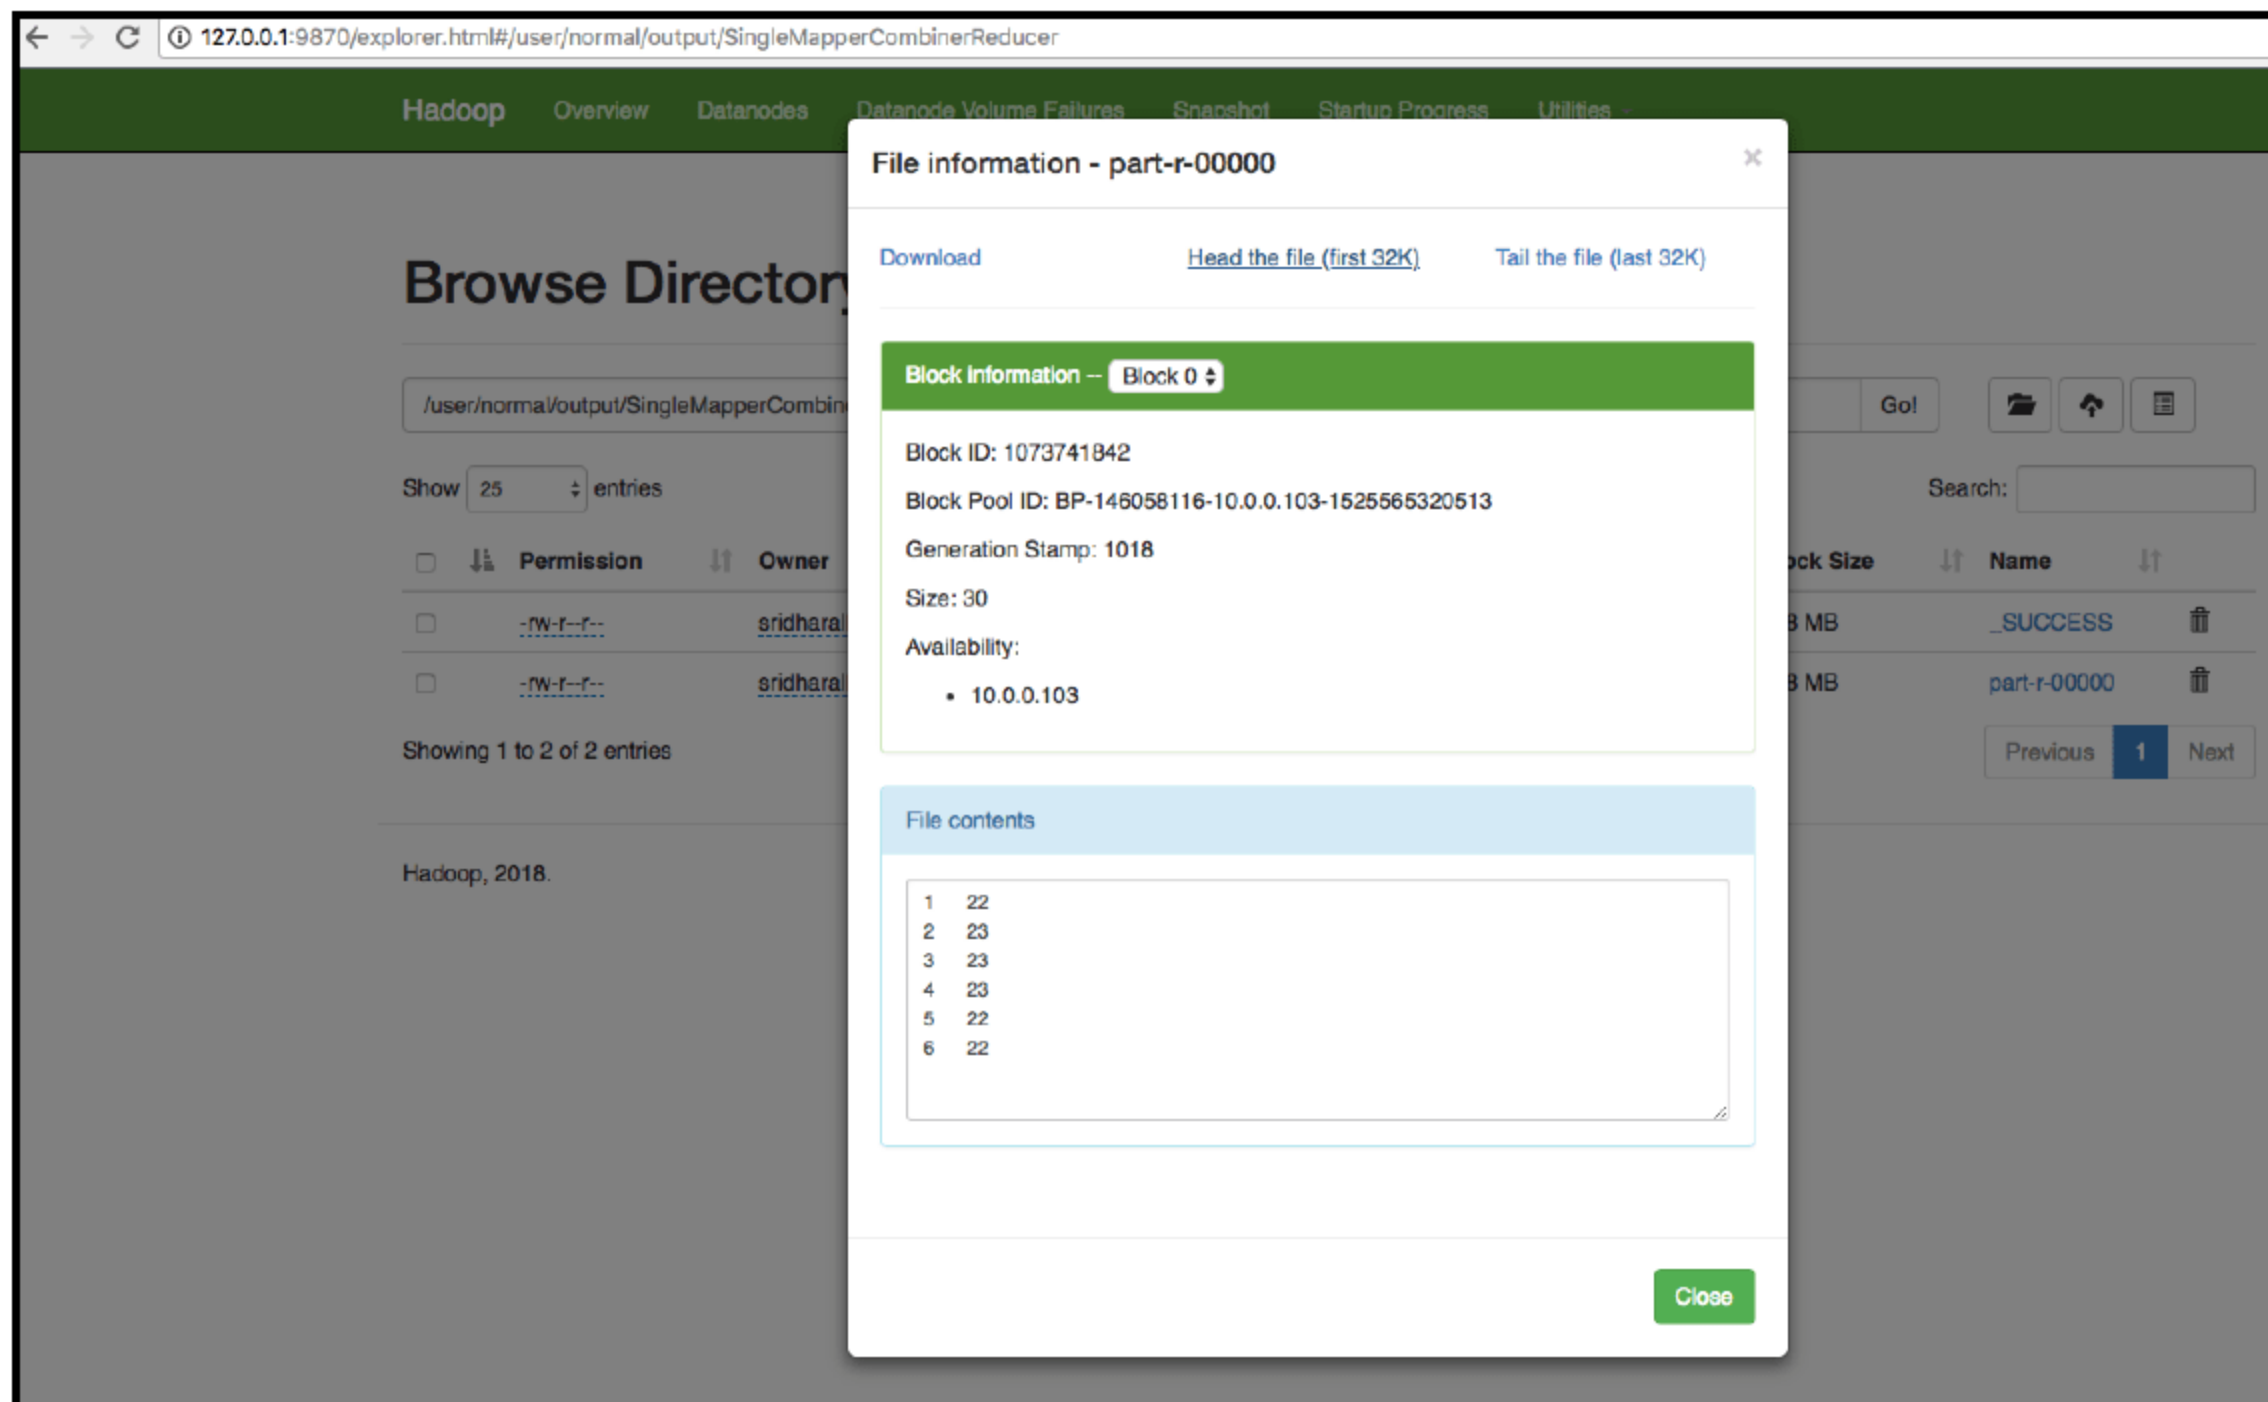 127.0.0.1:9870/explorer.html#/user/normal/output/SingleMapperCombinerReducer
Hadoop Overview Datanodes Datanode Volume Failures Snapshot Startup Progress Utilities
File information - part-r-00000 ×
Download Head the file (first 32K) Tail the file (last 32K)
Browse Directory
Block information -- Block 0
/user/normal/output/SingleMapperCombine Go!
Block ID: 1073741842
Show 25 entries Search:
Block Pool ID: BP-146058116-10.0.0.103-1525565320513
Generation Stamp: 1018
Permission Owner ock Size Name
Size: 30
-rw-r--r-- sridharal MB _SUCCESS
Availability:
-rw-r--r-- sridharal MB part-r-00000
• 10.0.0.103
Showing 1 to 2 of 2 entries Previous 1 Next
File contents
Hadoop, 2018.
1 22
2 23
3 23
4 23
5 22
6 22
Close